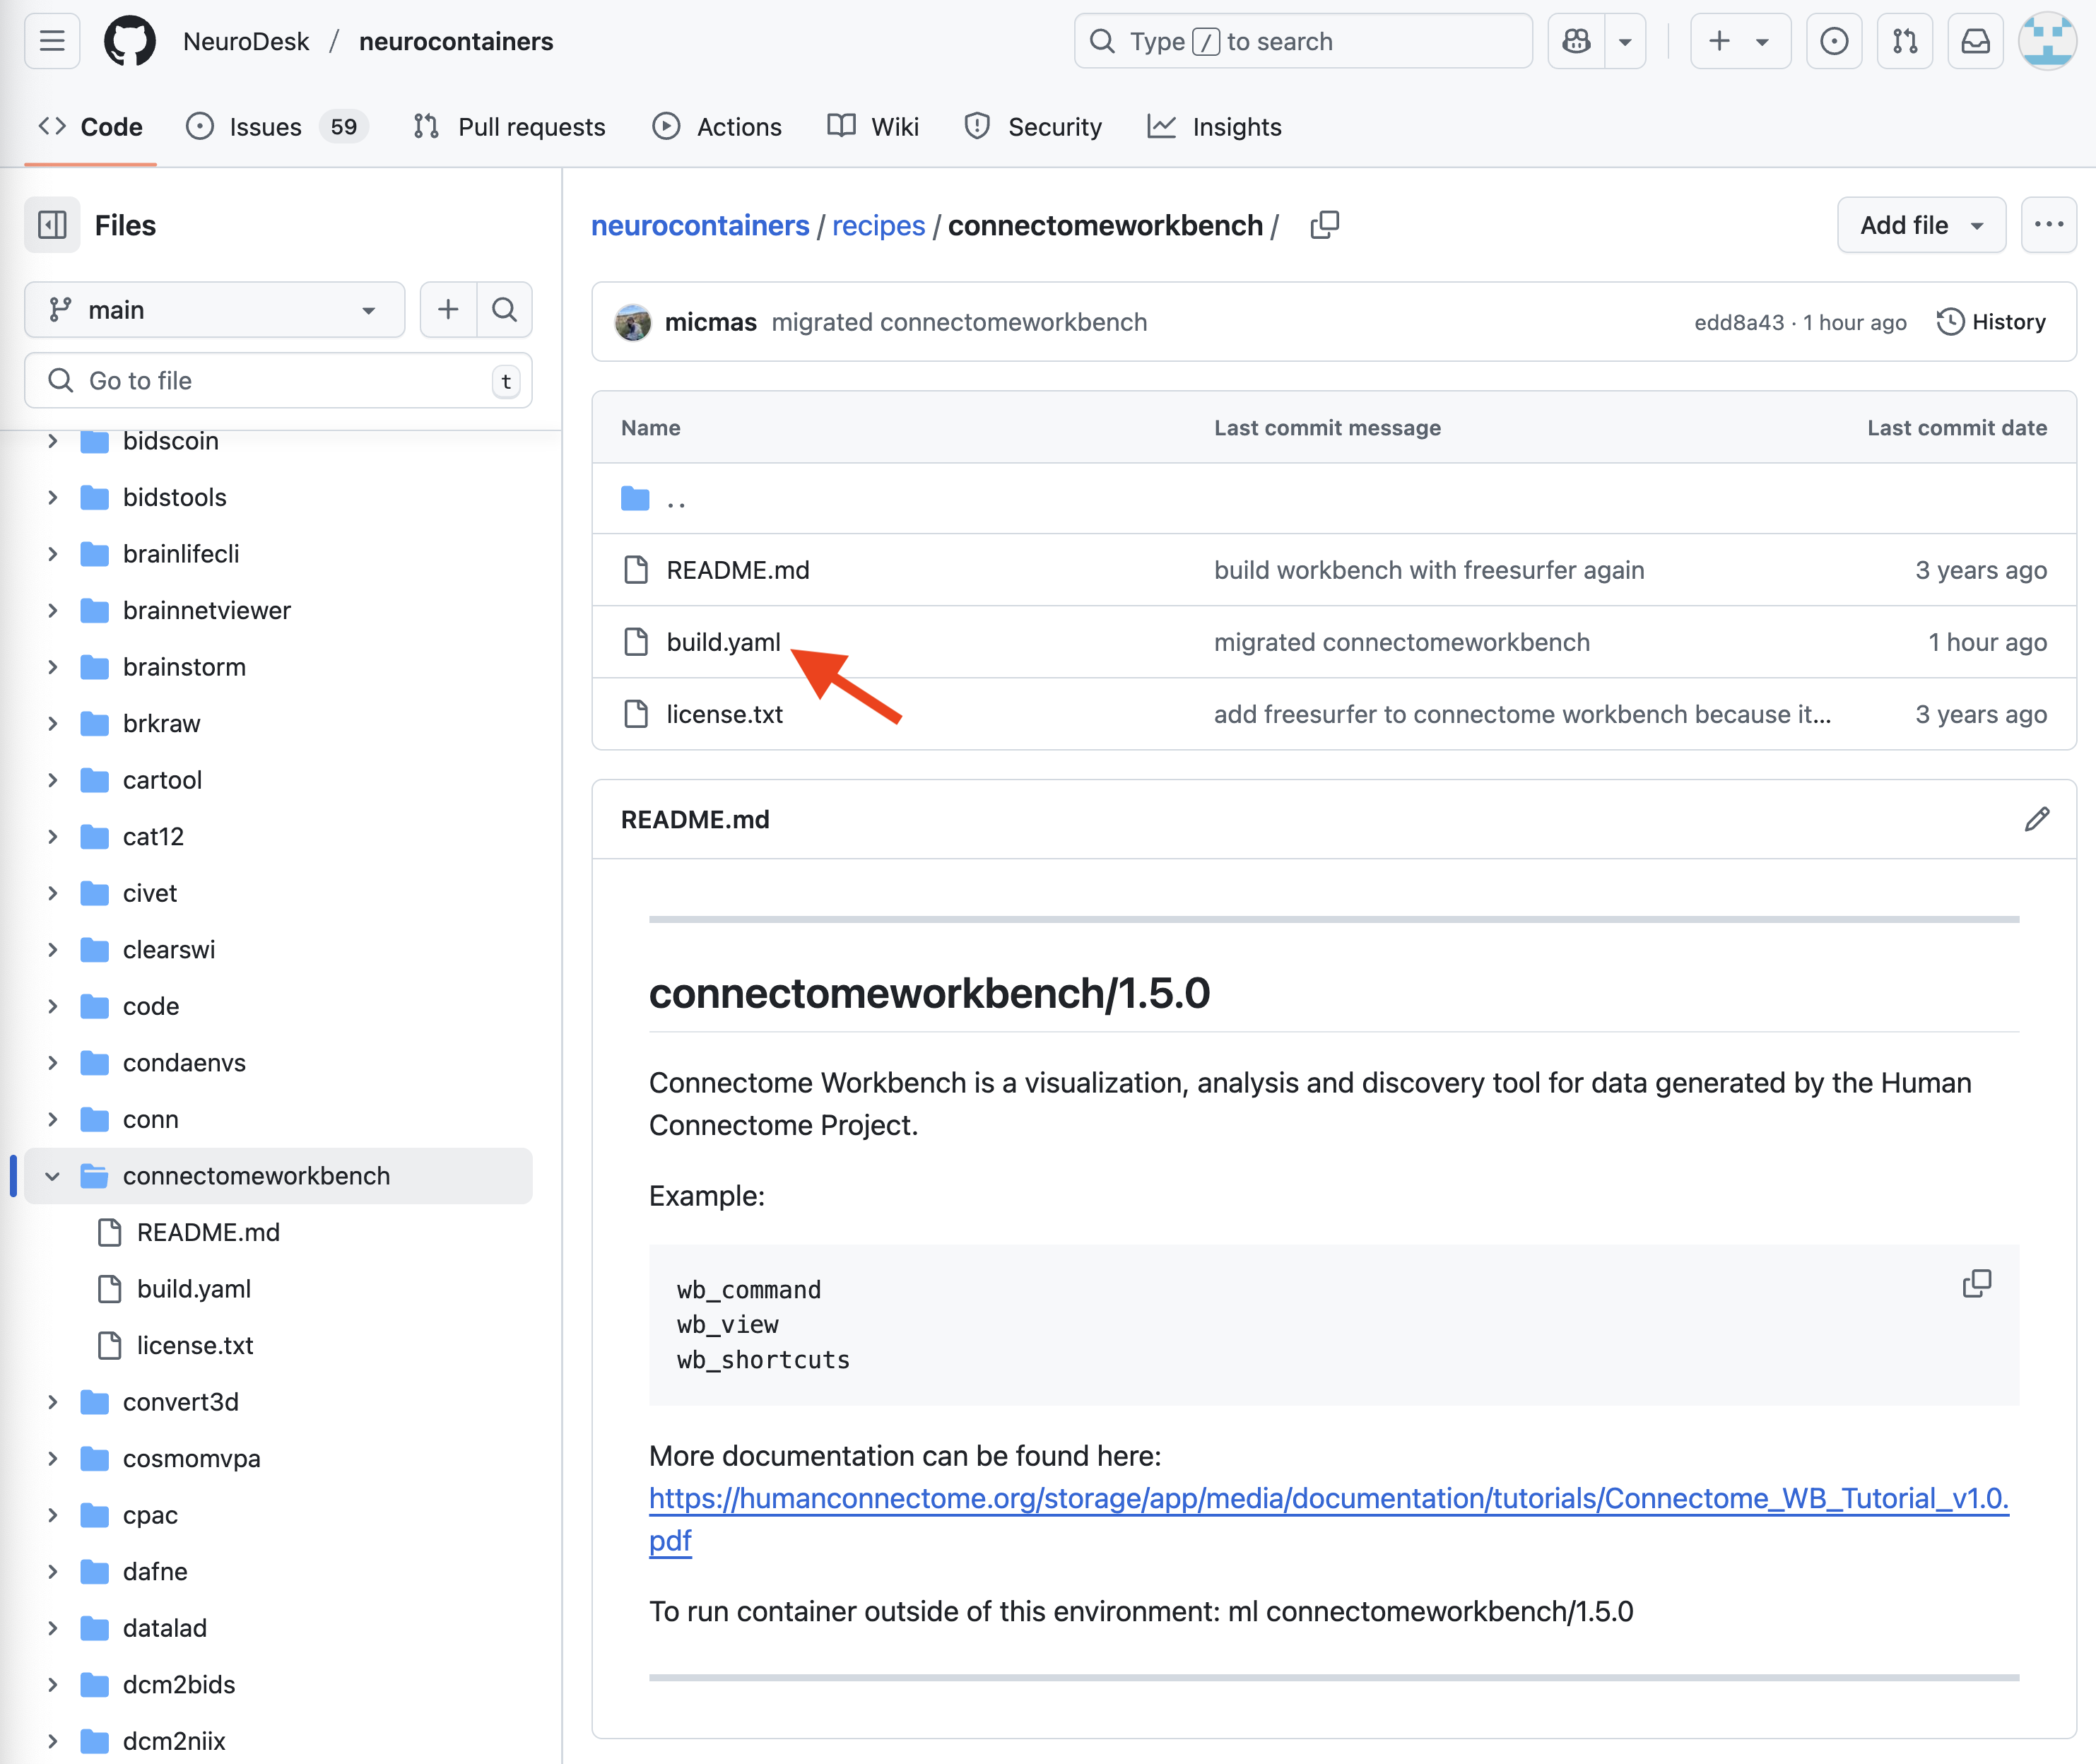 NeuroDesk / neurocontainers
Type / to search
Code
Issues 59
Pull requests
Actions
Wiki
Security
Insights
Files
main
Go to file t
bidscoin
bidstools
brainlifecli
brainnetviewer
brainstorm
brkraw
cartool
cat12
civet
clearswi
code
condaenvs
conn
connectomeworkbench
README.md
build.yaml
license.txt
convert3d
cosmomvpa
cpac
dafne
datalad
dcm2bids
dcm2niix
neurocontainers / recipes / connectomeworkbench /
Add file
micmas migrated connectomeworkbench edd8a43 · 1 hour ago History
Name Last commit message Last commit date
..
README.md build workbench with freesurfer again 3 years ago
build.yaml migrated connectomeworkbench 1 hour ago
license.txt add freesurfer to connectome workbench because it... 3 years ago
README.md
connectomeworkbench/1.5.0
Connectome Workbench is a visualization, analysis and discovery tool for data generated by the Human
Connectome Project.
Example:
wb_command
wb_view
wb_shortcuts
More documentation can be found here:
https://humanconnectome.org/storage/app/media/documentation/tutorials/Connectome_WB_Tutorial_v1.0.
pdf
To run container outside of this environment: ml connectomeworkbench/1.5.0